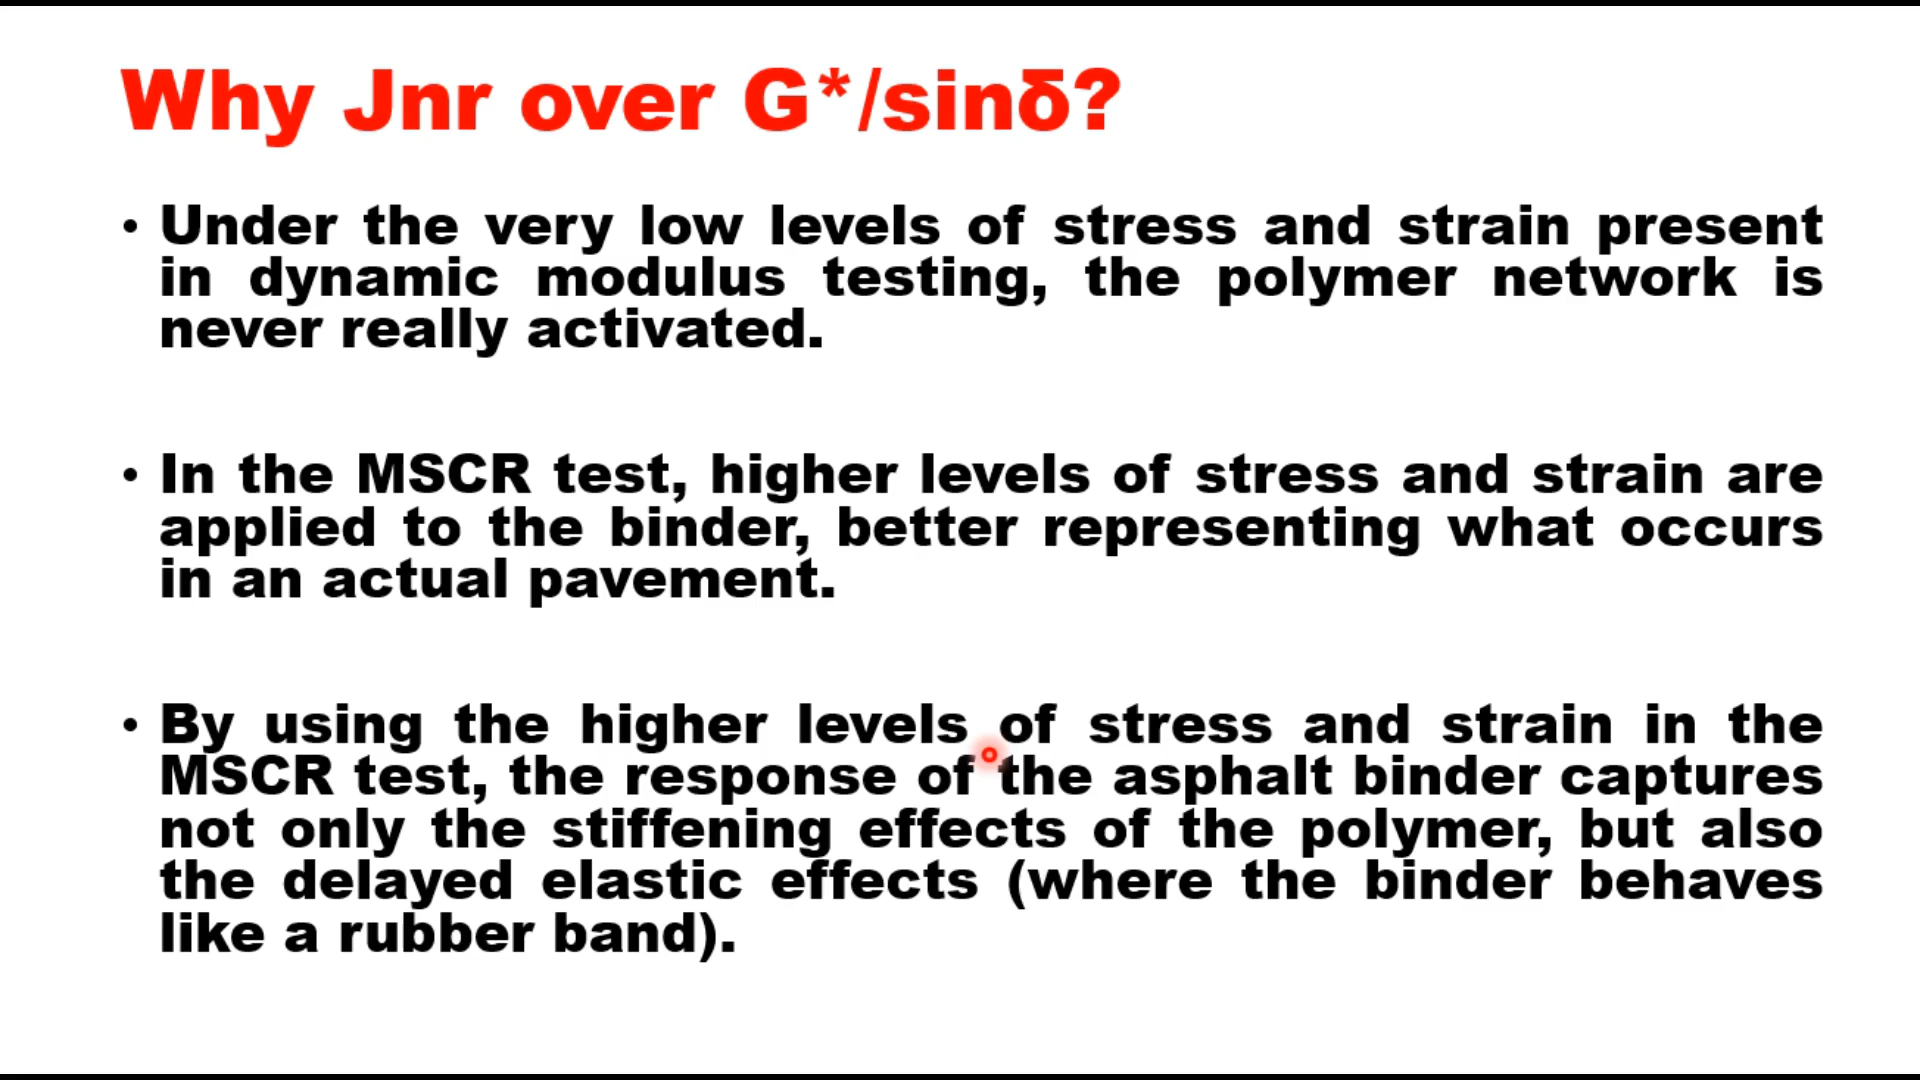 Why Jnr over G*/sinδ?
• Under the very low levels of stress and strain present
in dynamic modulus testing, the polymer network is
never really activated.
• In the MSCR test, higher levels of stress and strain are
applied to the binder, better representing what occurs
in an actual pavement.
• By using the higher levels of stress and strain in the
MSCR test, the response of the asphalt binder captures
not only the stiffening effects of the polymer, but also
the delayed elastic effects (where the binder behaves
like a rubber band).